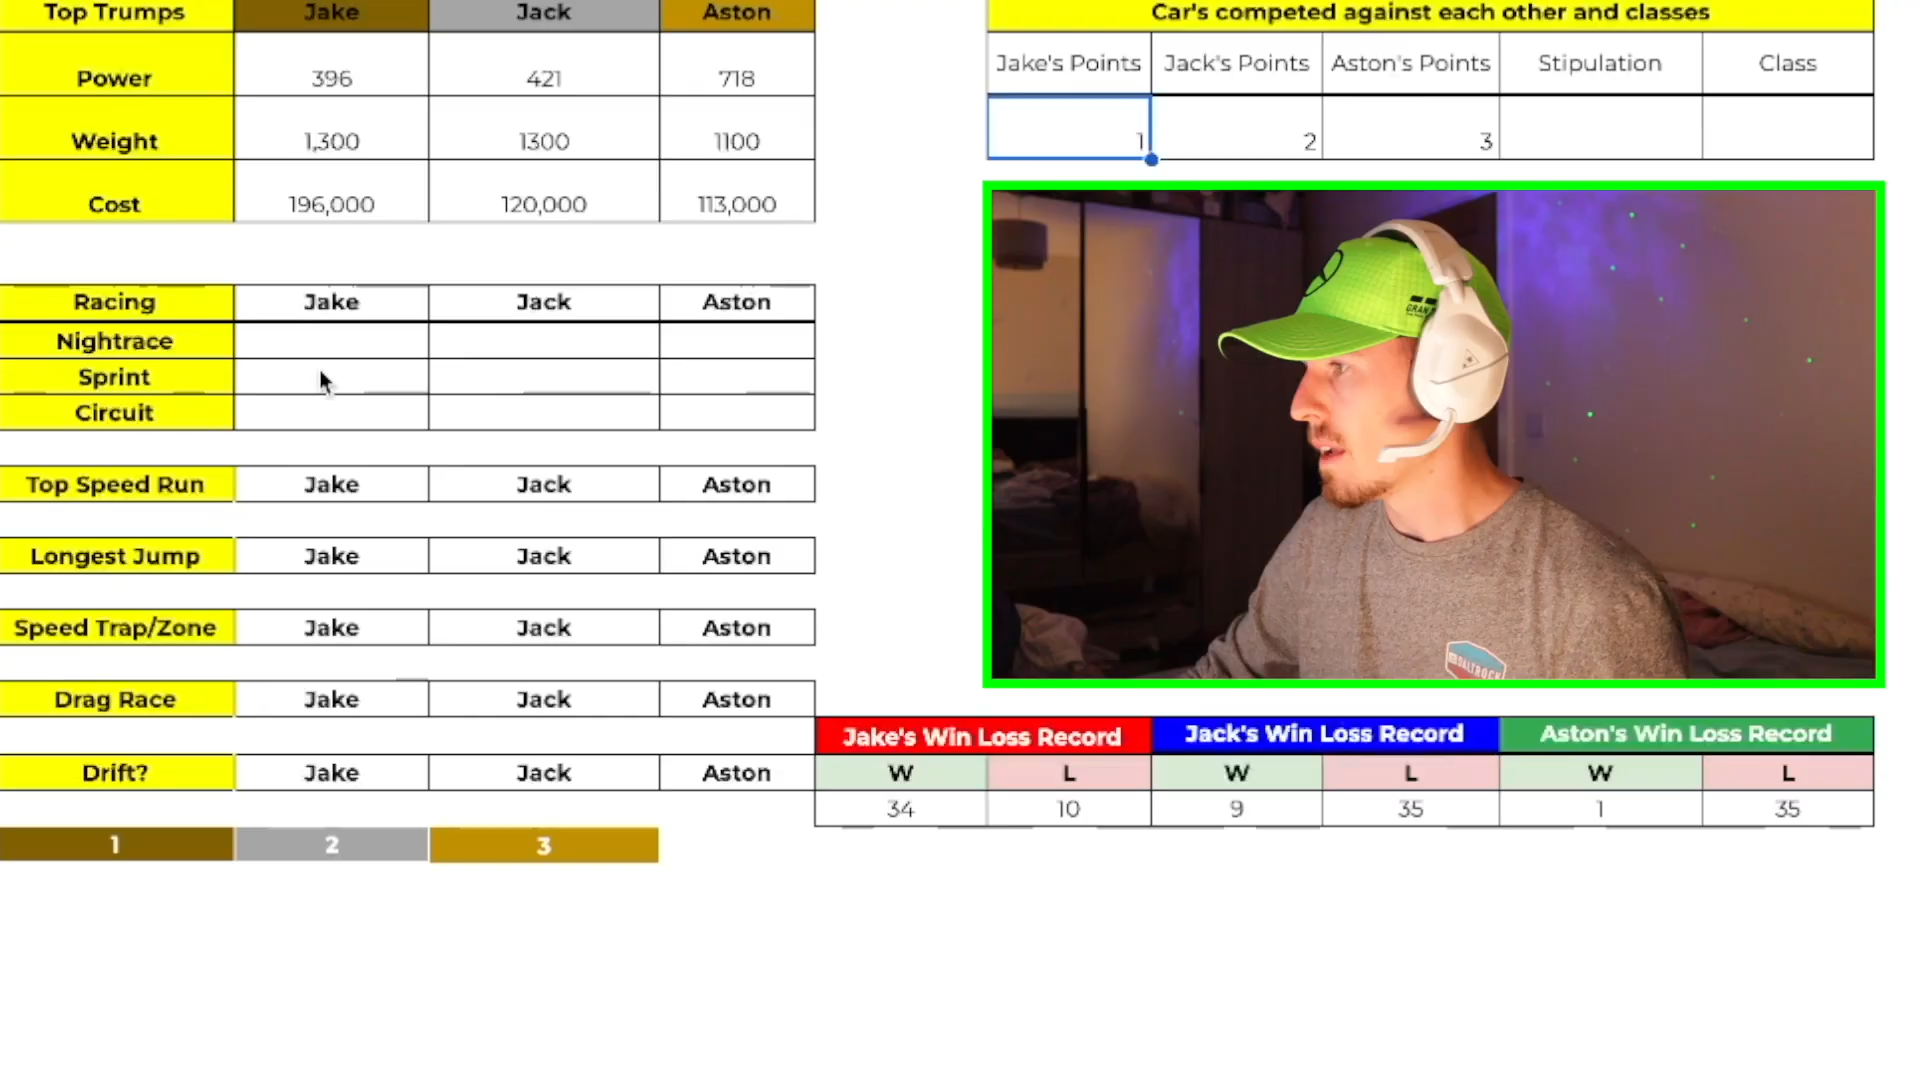 Top Trumps Jake Jack Aston
Power 396 421 718
Weight 1,300 1300 1100
Cost 196,000 120,000 113,000
Racing Jake Jack Aston
Nightrace
Sprint
Circuit
Top Speed Run Jake Jack Aston
Longest Jump Jake Jack Aston
Speed Trap/Zone Jake Jack Aston
Drag Race Jake Jack Aston
Drift? Jake Jack Aston
1 2 3
Car's competed against each other and classes
Jake's Points Jack's Points Aston's Points Stipulation Class
1 2 3
SALTROCK
Jake's Win Loss Record Jack's Win Loss Record Aston's Win Loss Record
W L W L W L
34 10 9 35 1 35